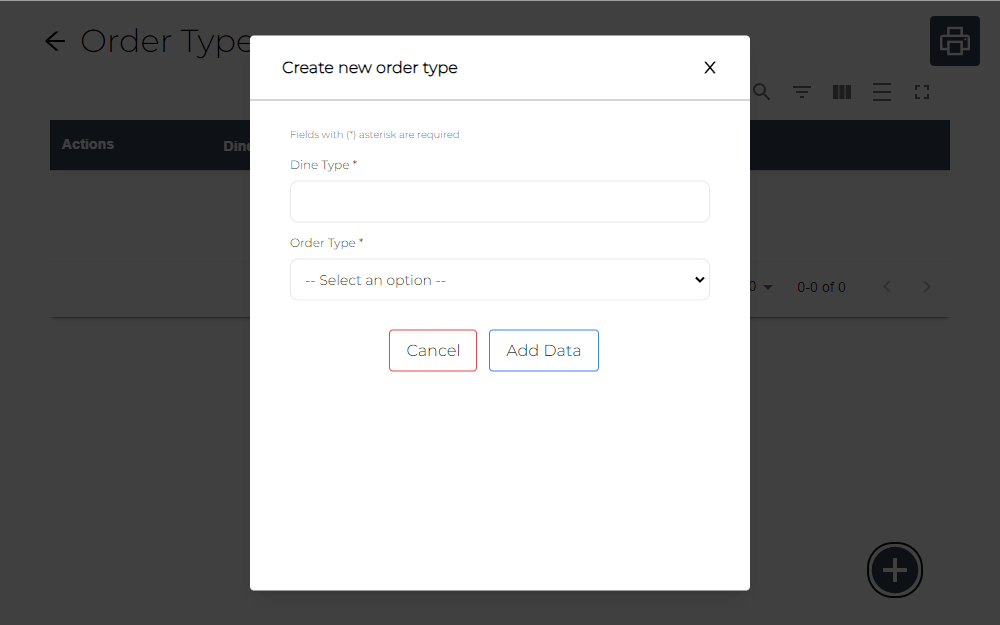 Order Type
Create new order type
X
Actions
Dine
Fields with (*) asterisk are required
Dine Type *
Order Type *
-- Select an option --
0
0-0 of 0
Cancel
Add Data